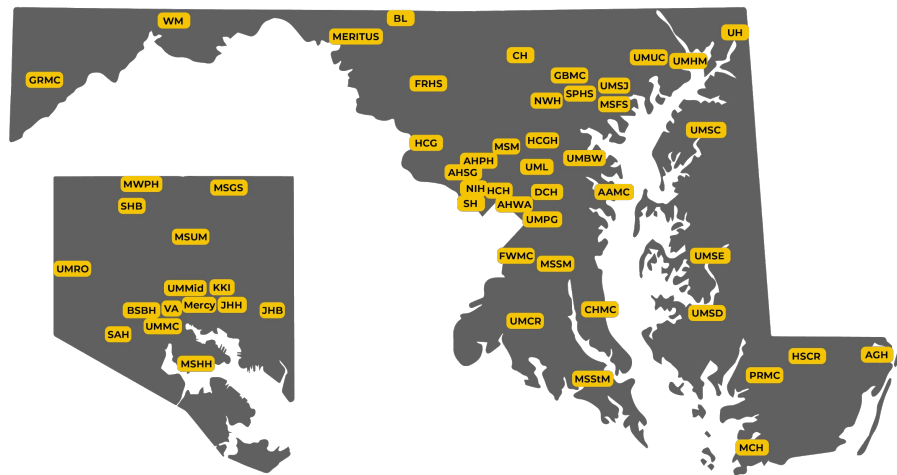 BL
WM
UH
MERITUS
CH
UMUC
UMHM
GBMC
GRMC
FRHS
UMSJ
SPHS
NWH
MSFS
UMSC
HCGH
HCG
MSM
UMBW
AHPH
UML
AHSG
MWPH
MSGS
NIH
HCH
DCH
AAMC
SH
AHWA
SHB
UMPG
MSUM
FWMC
UMSE
MSSM
UMRO
UMMid
KKI
Mercy
JHH
BSBH
VA
JHB
CHMC
UMSD
UMCR
UMMC
SAH
HSCR
AGH
MSHH
PRMC
MSStM
MCH